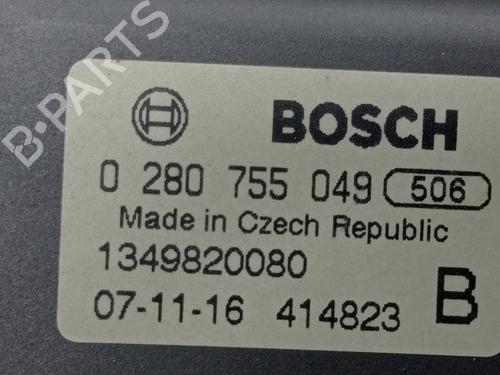 B-PARTS
BOSCH
0 280 755 049 506
Made in Czech Republic
1349820080
07-11-16 414823 B